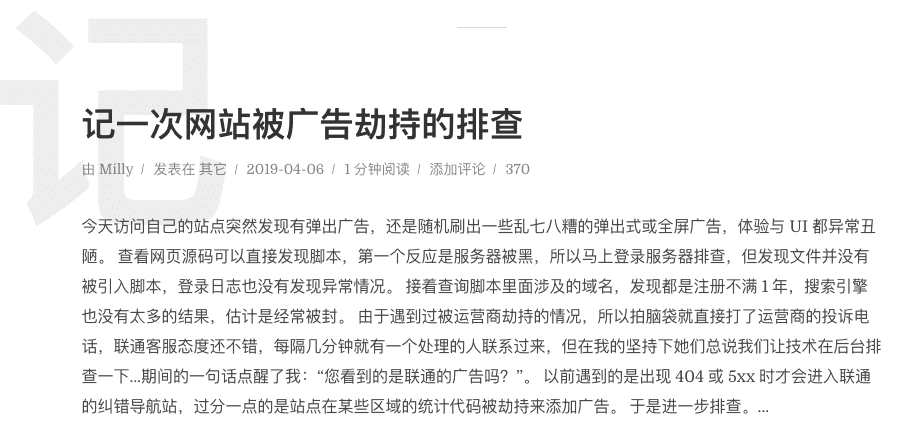 记
记一次网站被广告劫持的排查
由 Milly / 发表在 其它 / 2019-04-06 / 1 分钟阅读 / 添加评论 / 370
今天访问自己的站点突然发现有弹出广告，还是随机刷出一些乱七八糟的弹出式或全屏广告，体验与 UI 都异常丑
陋。 查看网页源码可以直接发现脚本，第一个反应是服务器被黑，所以马上登录服务器排查，但发现文件并没有
被引入脚本，登录日志也没有发现异常情况。 接着查询脚本里面涉及的域名，发现都是注册不满 1 年，搜索引擎
也没有太多的结果，估计是经常被封。 由于遇到过被运营商劫持的情况，所以拍脑袋就直接打了运营商的投诉电
话，联通客服态度还不错，每隔几分钟就有一个处理的人联系过来，但在我的坚持下她们总说我们让技术在后台排
查一下...期间的一句话点醒了我：“您看到的是联通的广告吗？”。 以前遇到的是出现 404 或 5xx 时才会进入联通
的纠错导航站，过分一点的是站点在某些区域的统计代码被劫持来添加广告。 于是进一步排查。...